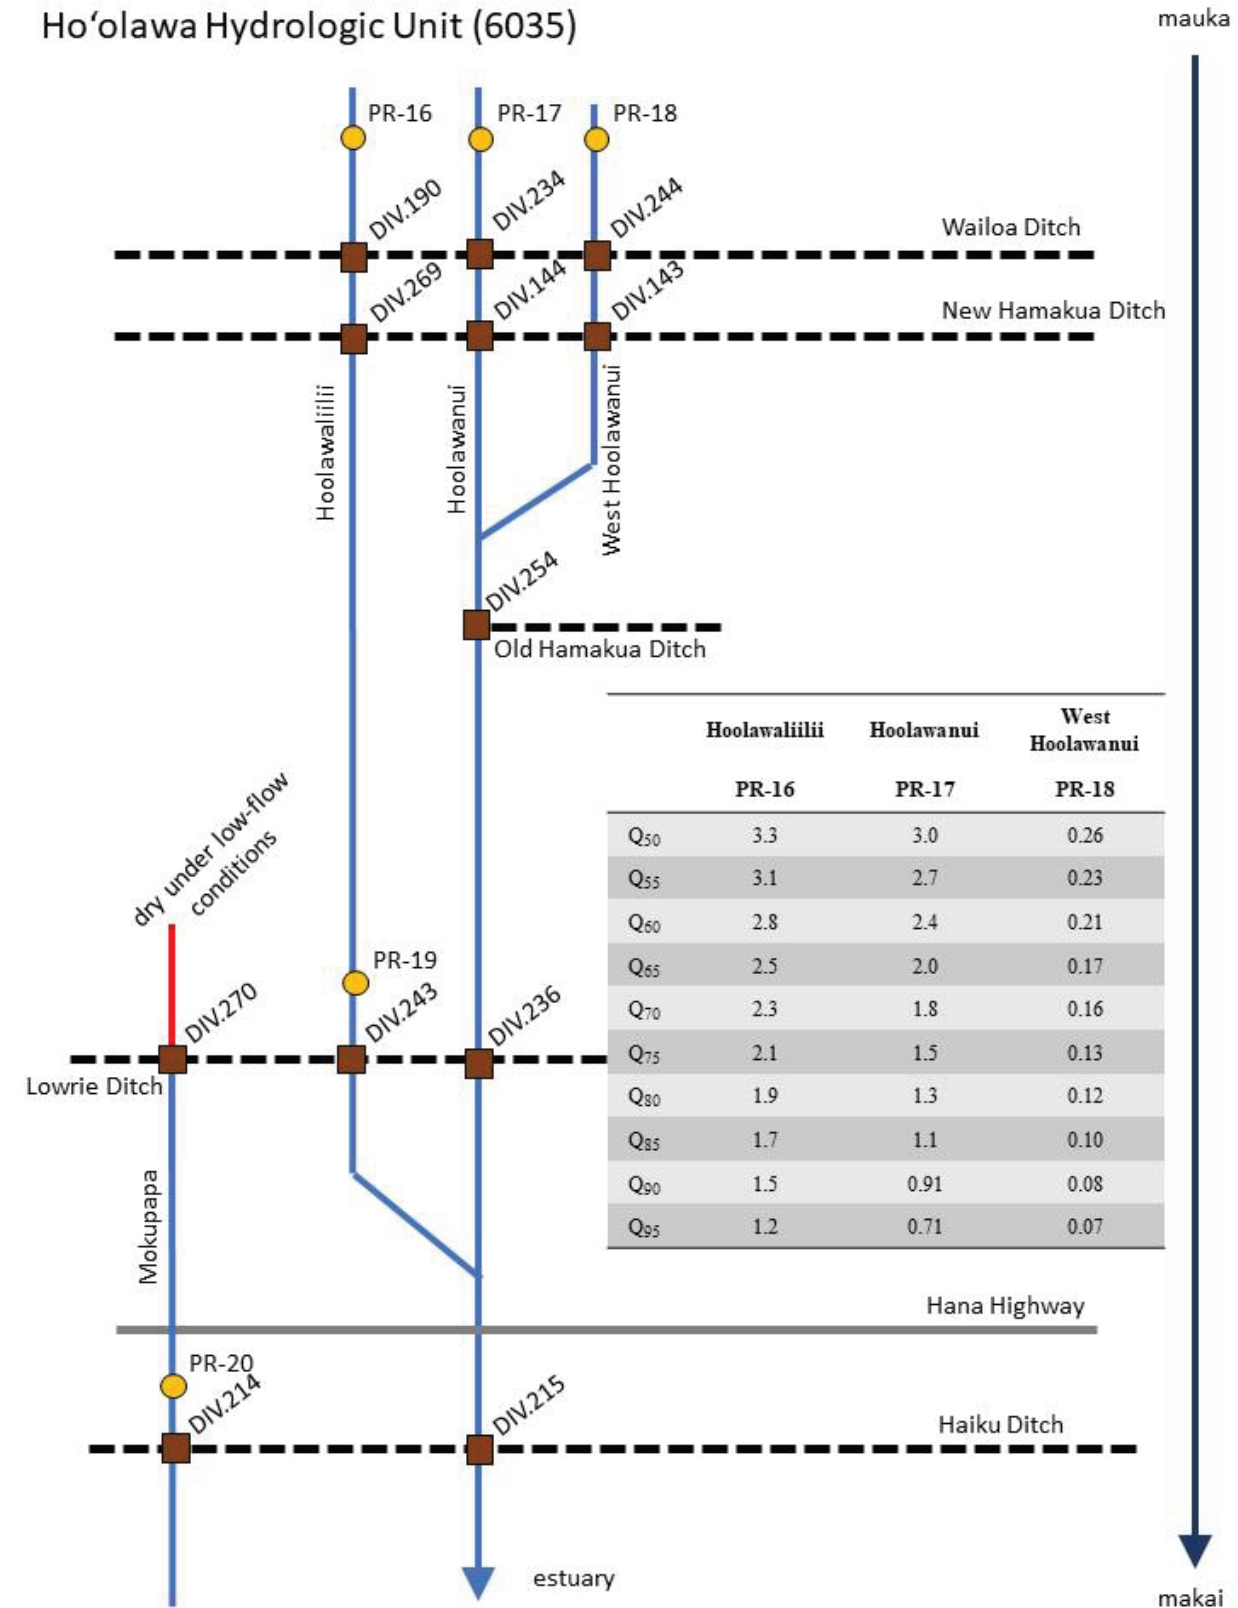 Hoʻolawa Hydrologic Unit (6035)
mauka
PR-16
PR-17
PR-18
DIV.190
DIV.234
DIV.244
Wailoa Ditch
DIV.269
DIV.144
DIV.143
New Hamakua Ditch
Hoolawaliilii
Hoolawanui
West Hoolawanui
DIV.254
Old Hamakua Ditch
Hoolawaliilii Hoolawanui West Hoolawanui
PR-16 PR-17 PR-18
Q50 3.3 3.0 0.26
Q55 3.1 2.7 0.23
Q60 2.8 2.4 0.21
Q65 2.5 2.0 0.17
Q70 2.3 1.8 0.16
Q75 2.1 1.5 0.13
Q80 1.9 1.3 0.12
Q85 1.7 1.1 0.10
Q90 1.5 0.91 0.08
Q95 1.2 0.71 0.07
dry under low-flow
conditions
PR-19
DIV.270
DIV.243
DIV.236
Lowrie Ditch
Mokupapa
Hana Highway
PR-20
DIV.214
DIV.215
Haiku Ditch
estuary
makai